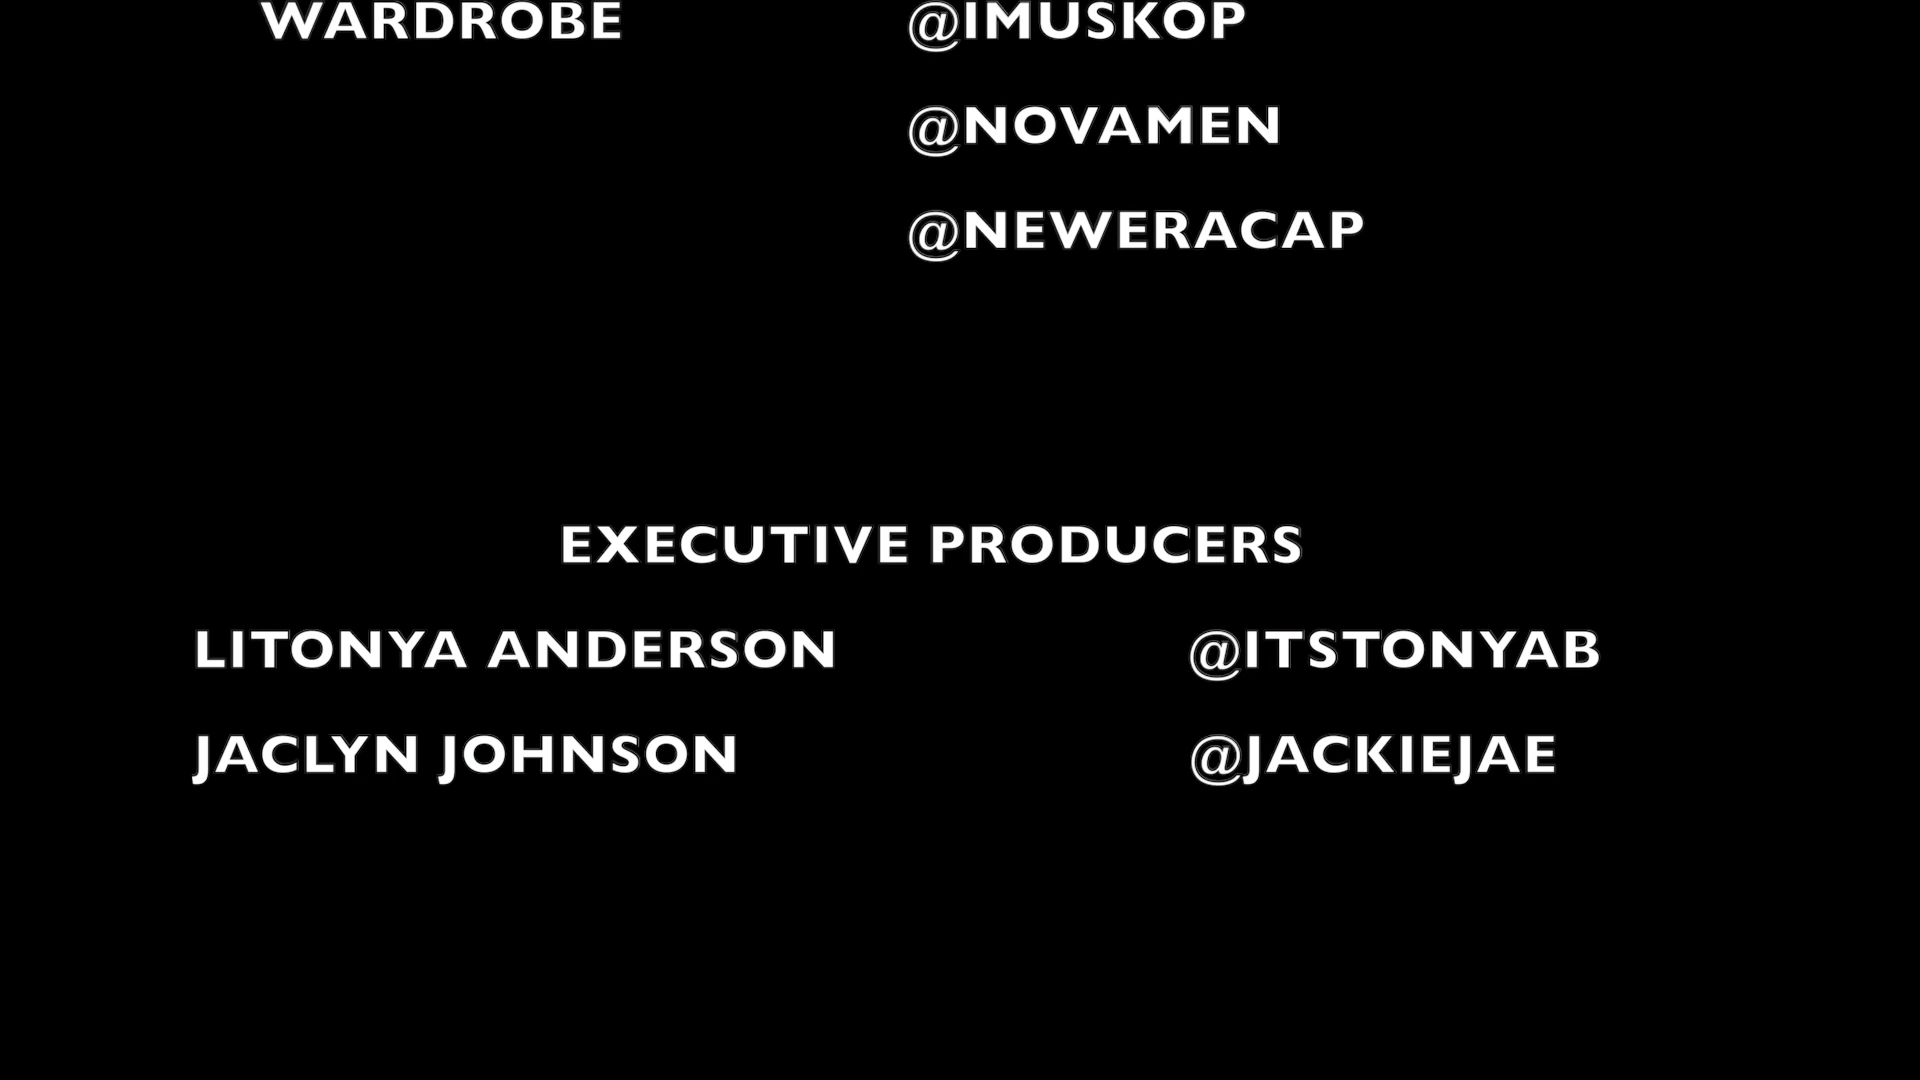 WARDROBE @IMUSKOP
@NOVAMEN
@NEWERACAP
EXECUTIVE PRODUCERS
LITONYA ANDERSON @ITSTONYAB
JACLYN JOHNSON @JACKIEJAE